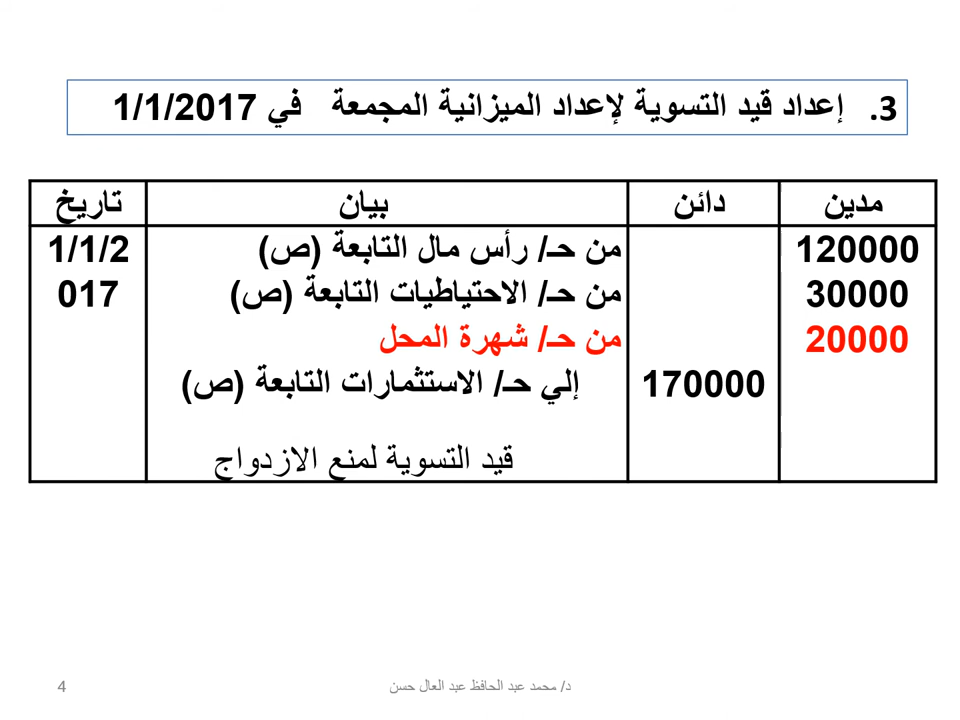 3. إعداد قيد التسوية لإعداد الميزانية المجمعة في 1/1/2017
مدين دائن بيان تاريخ
120000 من حـ/ رأس مال التابعة (ص) 1/1/2
30000 من حـ/ الاحتياطيات التابعة (ص) 017
20000 من حـ/ شهرة المحل
170000 إلي حـ/ الاستثمارات التابعة (ص)
قيد التسوية لمنع الازدواج
د/ محمد عبد الحافظ عبد العال حسن 4